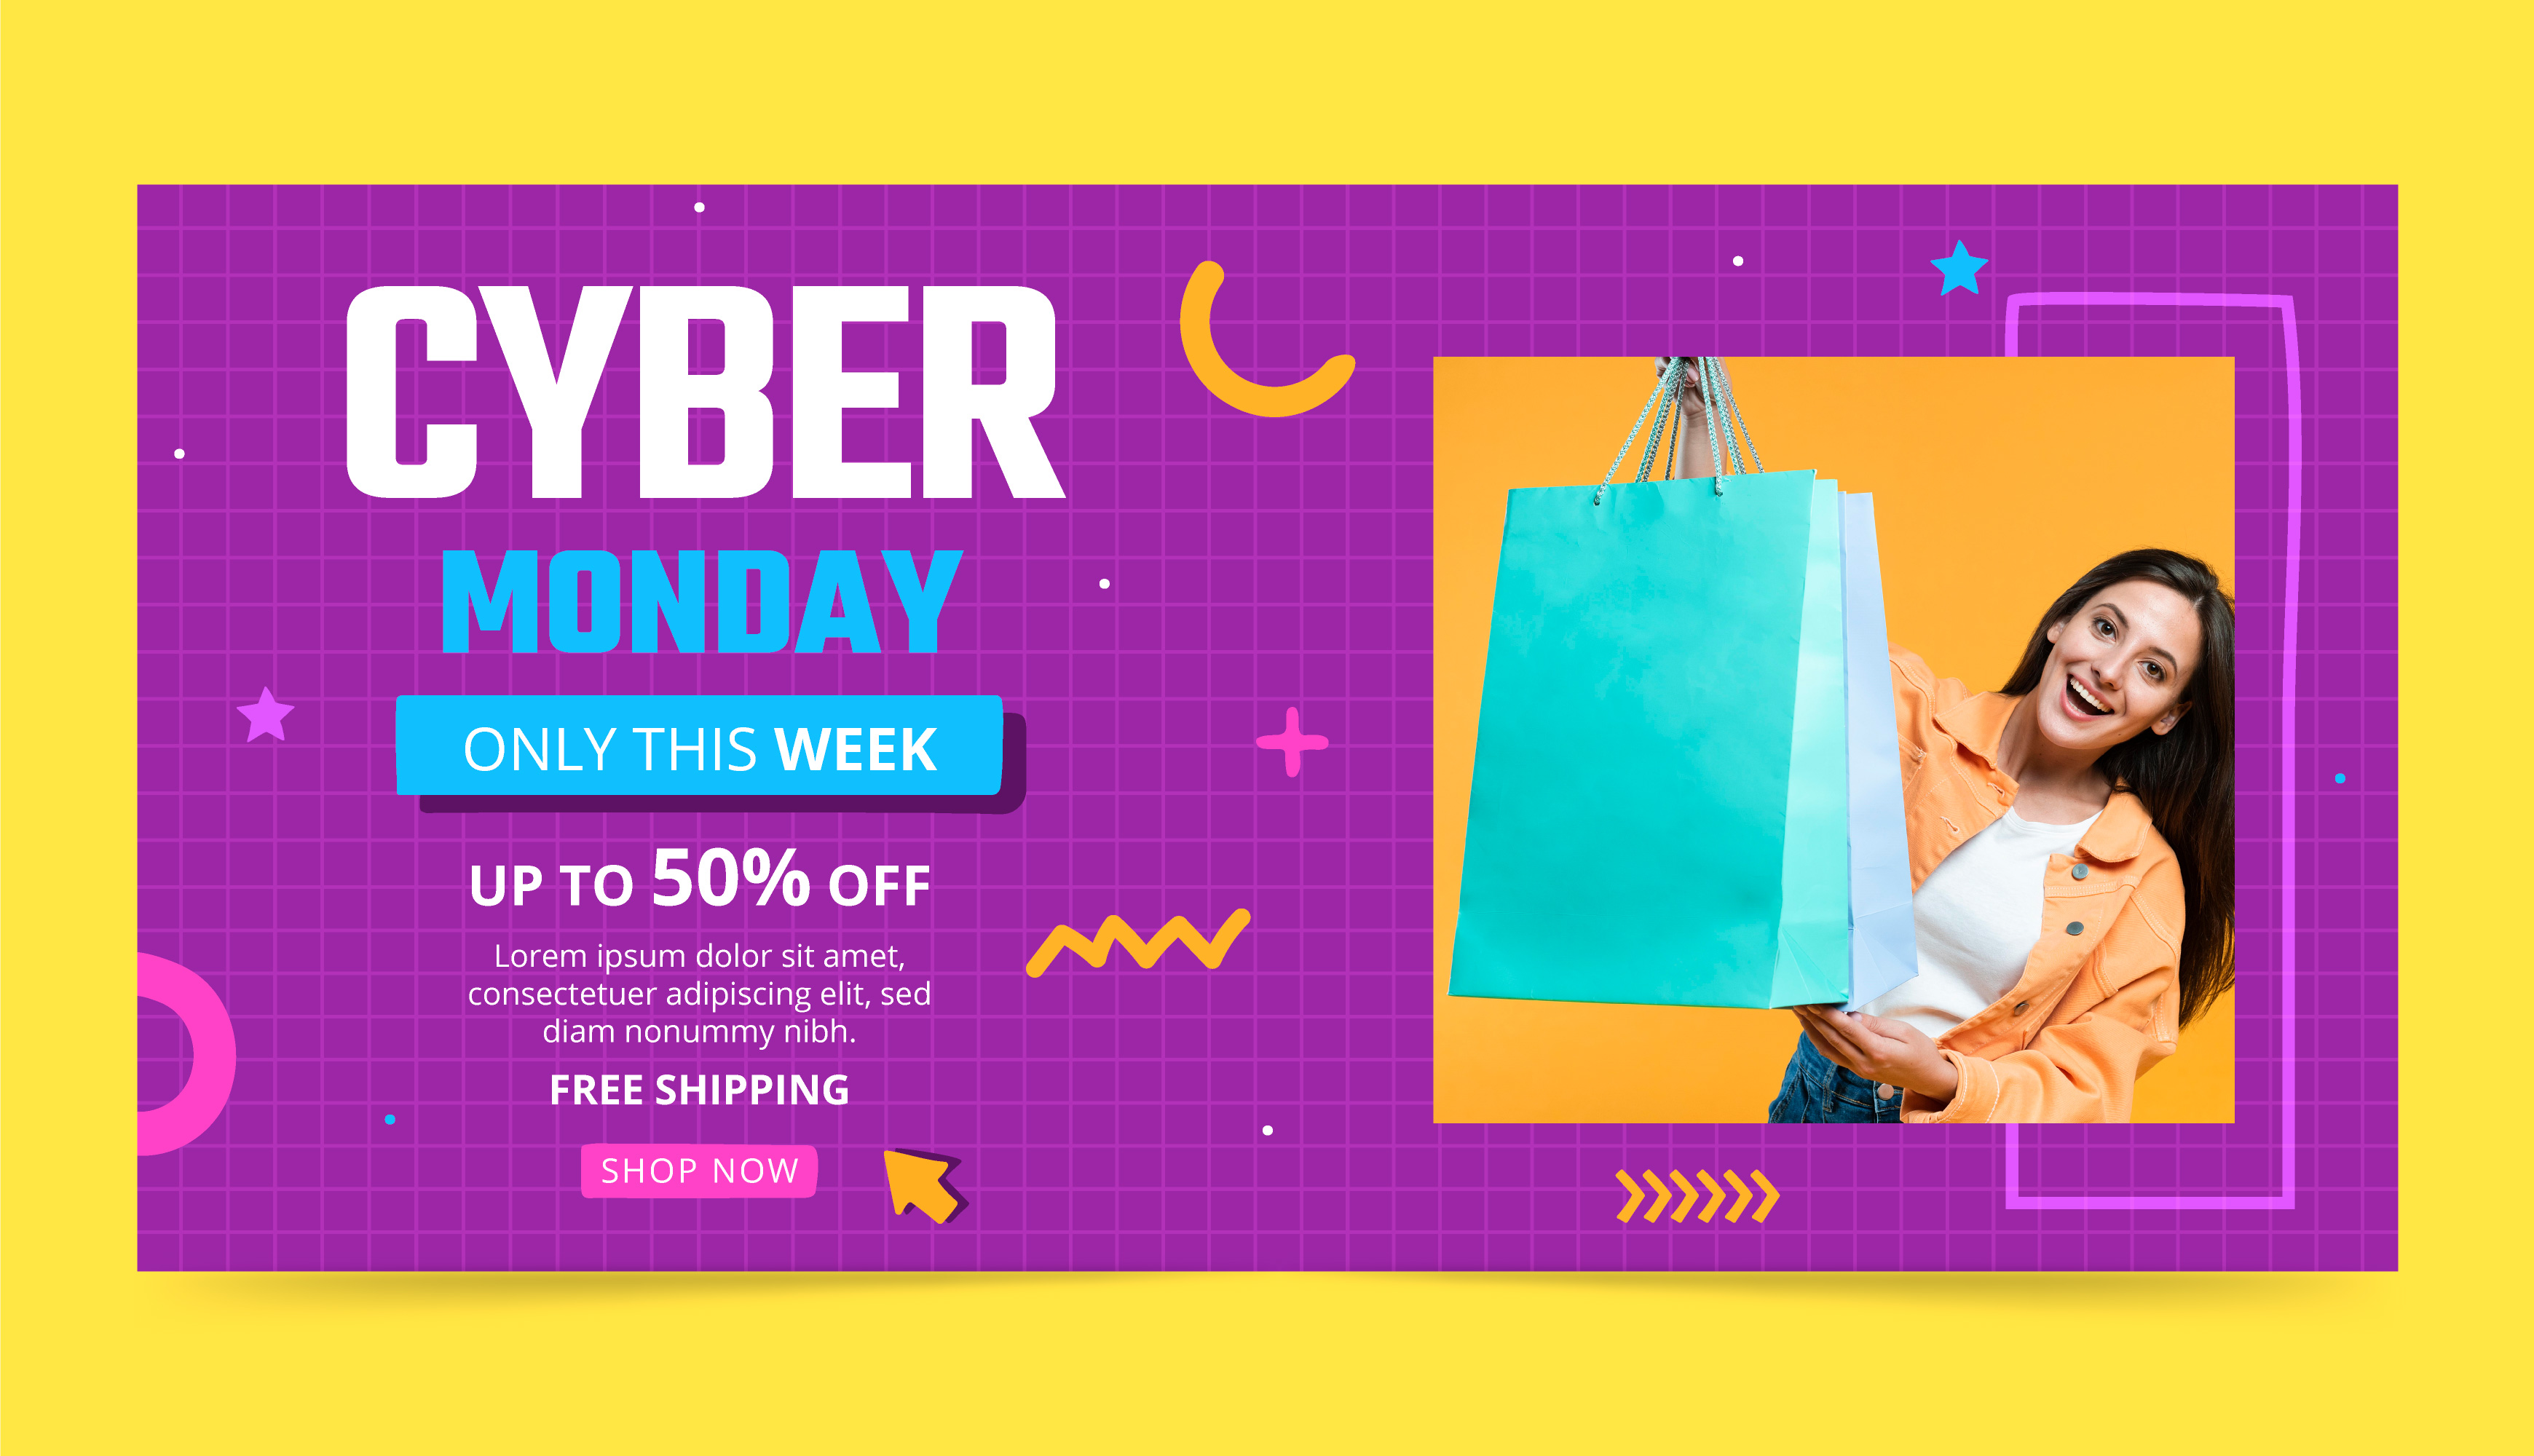 CYBER
MONDAY
ONLY THIS WEEK
UP TO 50% OFF
Lorem ipsum dolor sit amet,
consectetuer adipiscing elit, sed
diam nonummy nibh.
FREE SHIPPING
SHOP NOW